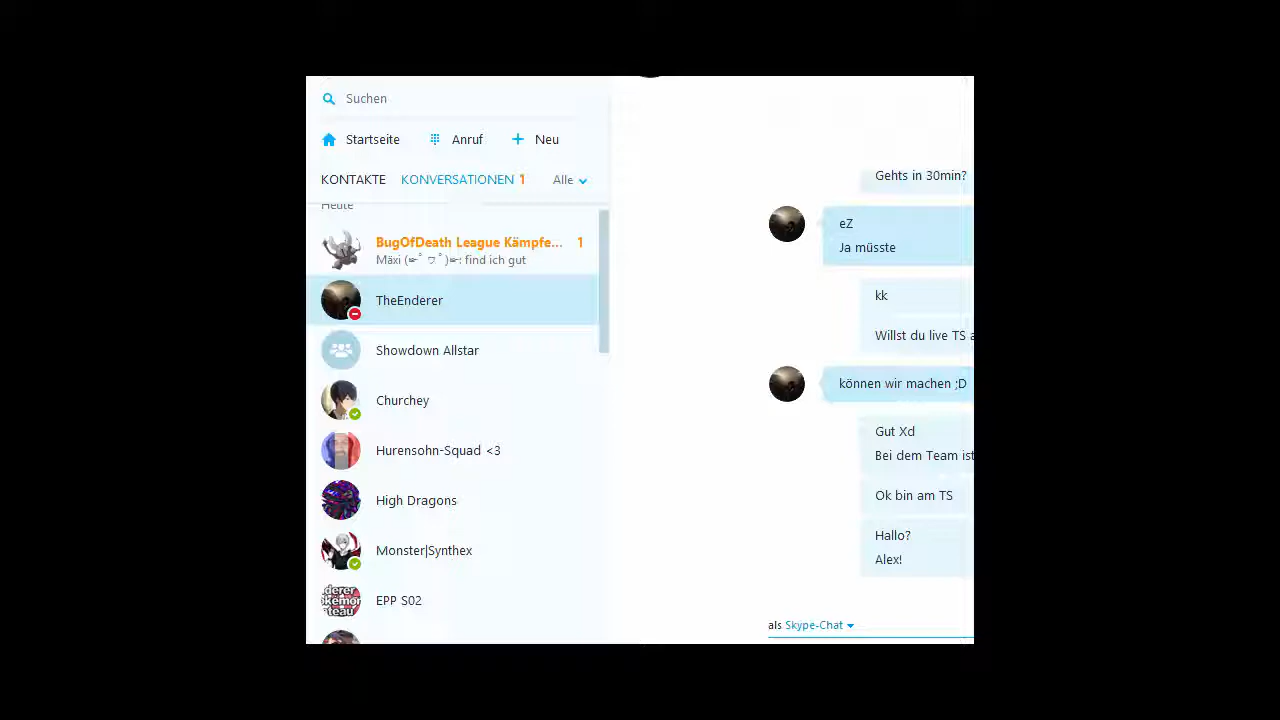 Suchen
Startseite Anruf Neu
KONTAKTE KONVERSATIONEN 1 Alle
Heute
BugOfDeath League Kämpfe... 1
Mäxi (☛ﾟヮﾟ)☛: find ich gut
TheEnderer
Showdown Allstar
Churchey
Hurensohn-Squad <3
High Dragons
Monster|Synthex
derer
kemon
teau
EPP S02
Gehts in 30min?
eZ
Ja müsste
kk
Willst du live TS a
können wir machen ;D
Gut Xd
Bei dem Team ist
Ok bin am TS
Hallo?
Alex!
als Skype-Chat